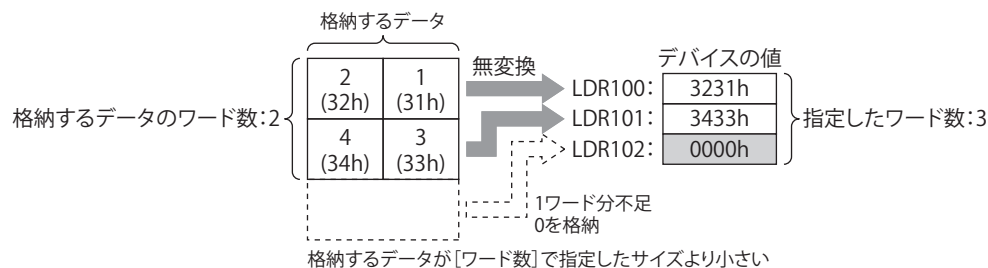 格納するデータ
デバイスの値
無変換
格納するデータのワード数:2
2 1
(32h) (31h)
4 3
(34h) (33h)
LDR100: 3231h
LDR101: 3433h
LDR102: 0000h
指定したワード数:3
1ワード分不足
0を格納
格納するデータが[ワード数]で指定したサイズより小さい